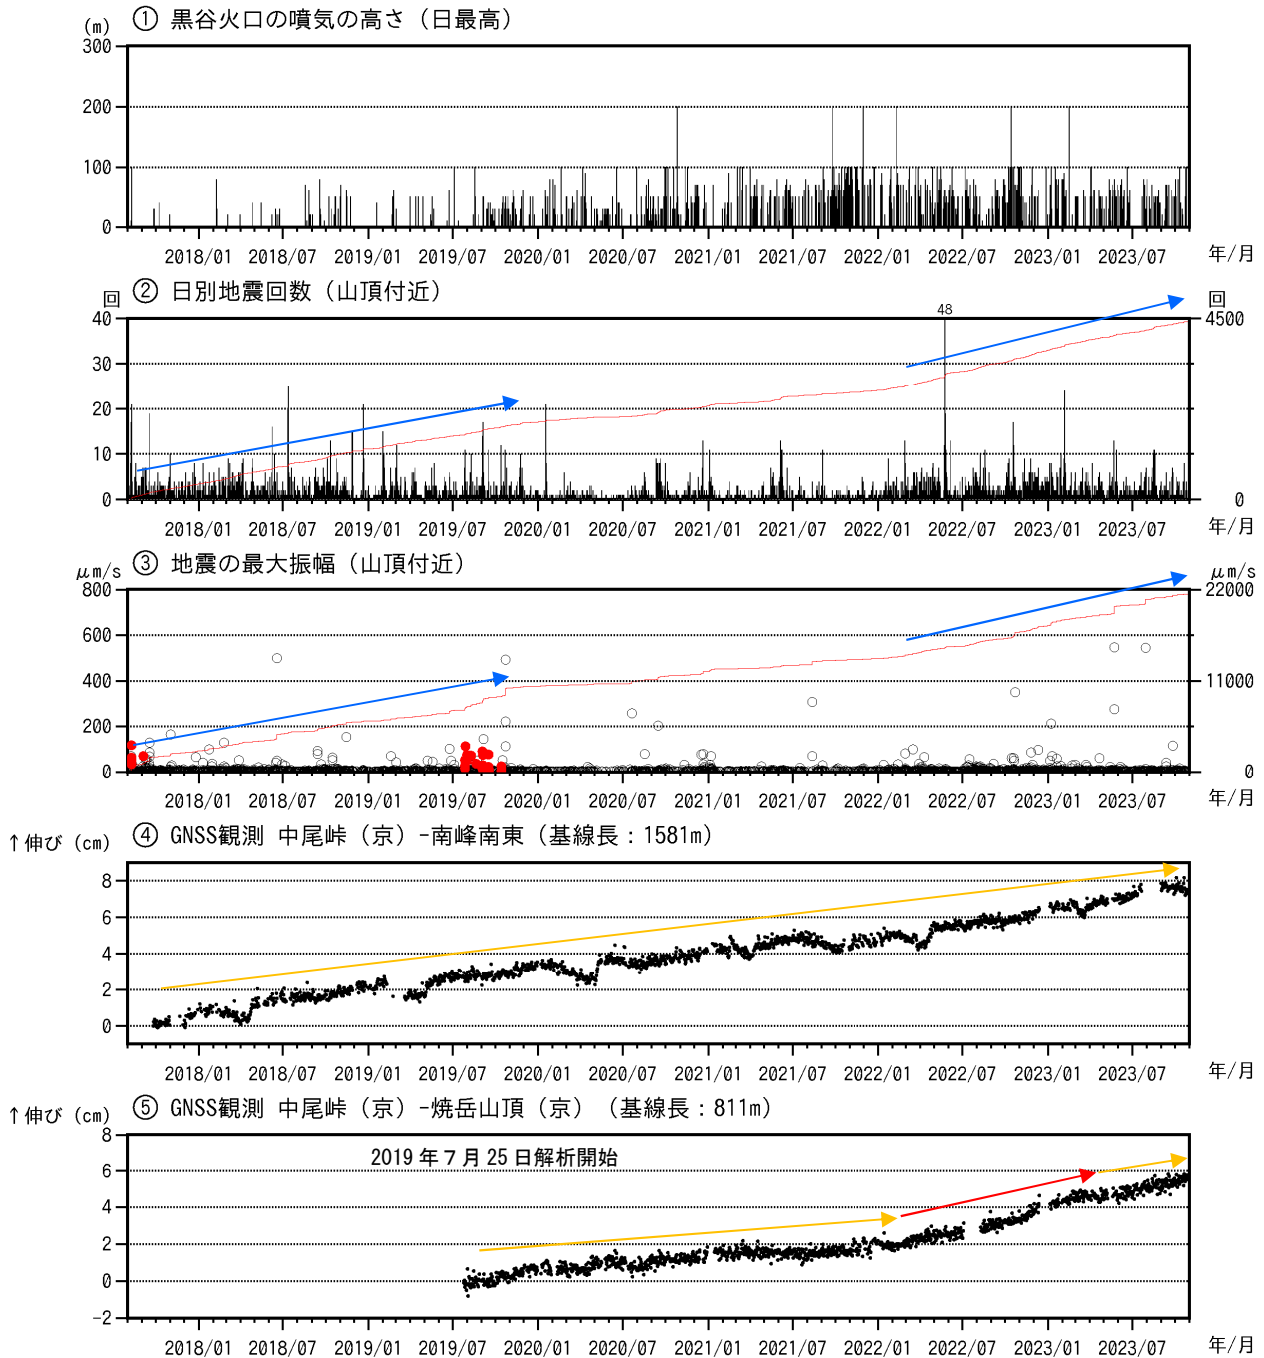 ① 黒谷火口の噴気の高さ（日最高）
(m)
300
200
100
0
2018/01 2018/07 2019/01 2019/07 2020/01 2020/07 2021/01 2021/07 2022/01 2022/07 2023/01 2023/07 年/月
② 日別地震回数（山頂付近）
回 回
48
40 4500
30
20
10
0 0
2018/01 2018/07 2019/01 2019/07 2020/01 2020/07 2021/01 2021/07 2022/01 2022/07 2023/01 2023/07 年/月
③ 地震の最大振幅（山頂付近）
μm/s μm/s
800 22000
600
400 11000
200
0 0
2018/01 2018/07 2019/01 2019/07 2020/01 2020/07 2021/01 2021/07 2022/01 2022/07 2023/01 2023/07 年/月
④ GNSS観測 中尾峠（京）-南峰南東（基線長：1581m）
↑伸び（cm）
8
6
4
2
0
2018/01 2018/07 2019/01 2019/07 2020/01 2020/07 2021/01 2021/07 2022/01 2022/07 2023/01 2023/07 年/月
⑤ GNSS観測 中尾峠（京）-焼岳山頂（京）（基線長：811m）
↑伸び（cm）
8
2019 年７月 25 日解析開始
6
4
2
0
-2
2018/01 2018/07 2019/01 2019/07 2020/01 2020/07 2021/01 2021/07 2022/01 2022/07 2023/01 2023/07 年/月